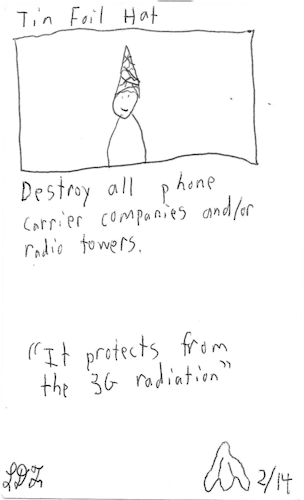 Tin Foil Hat
Destroy all phone
carrier companies and/or
radio towers.
"It protects from
the 3G radiation"
2/14